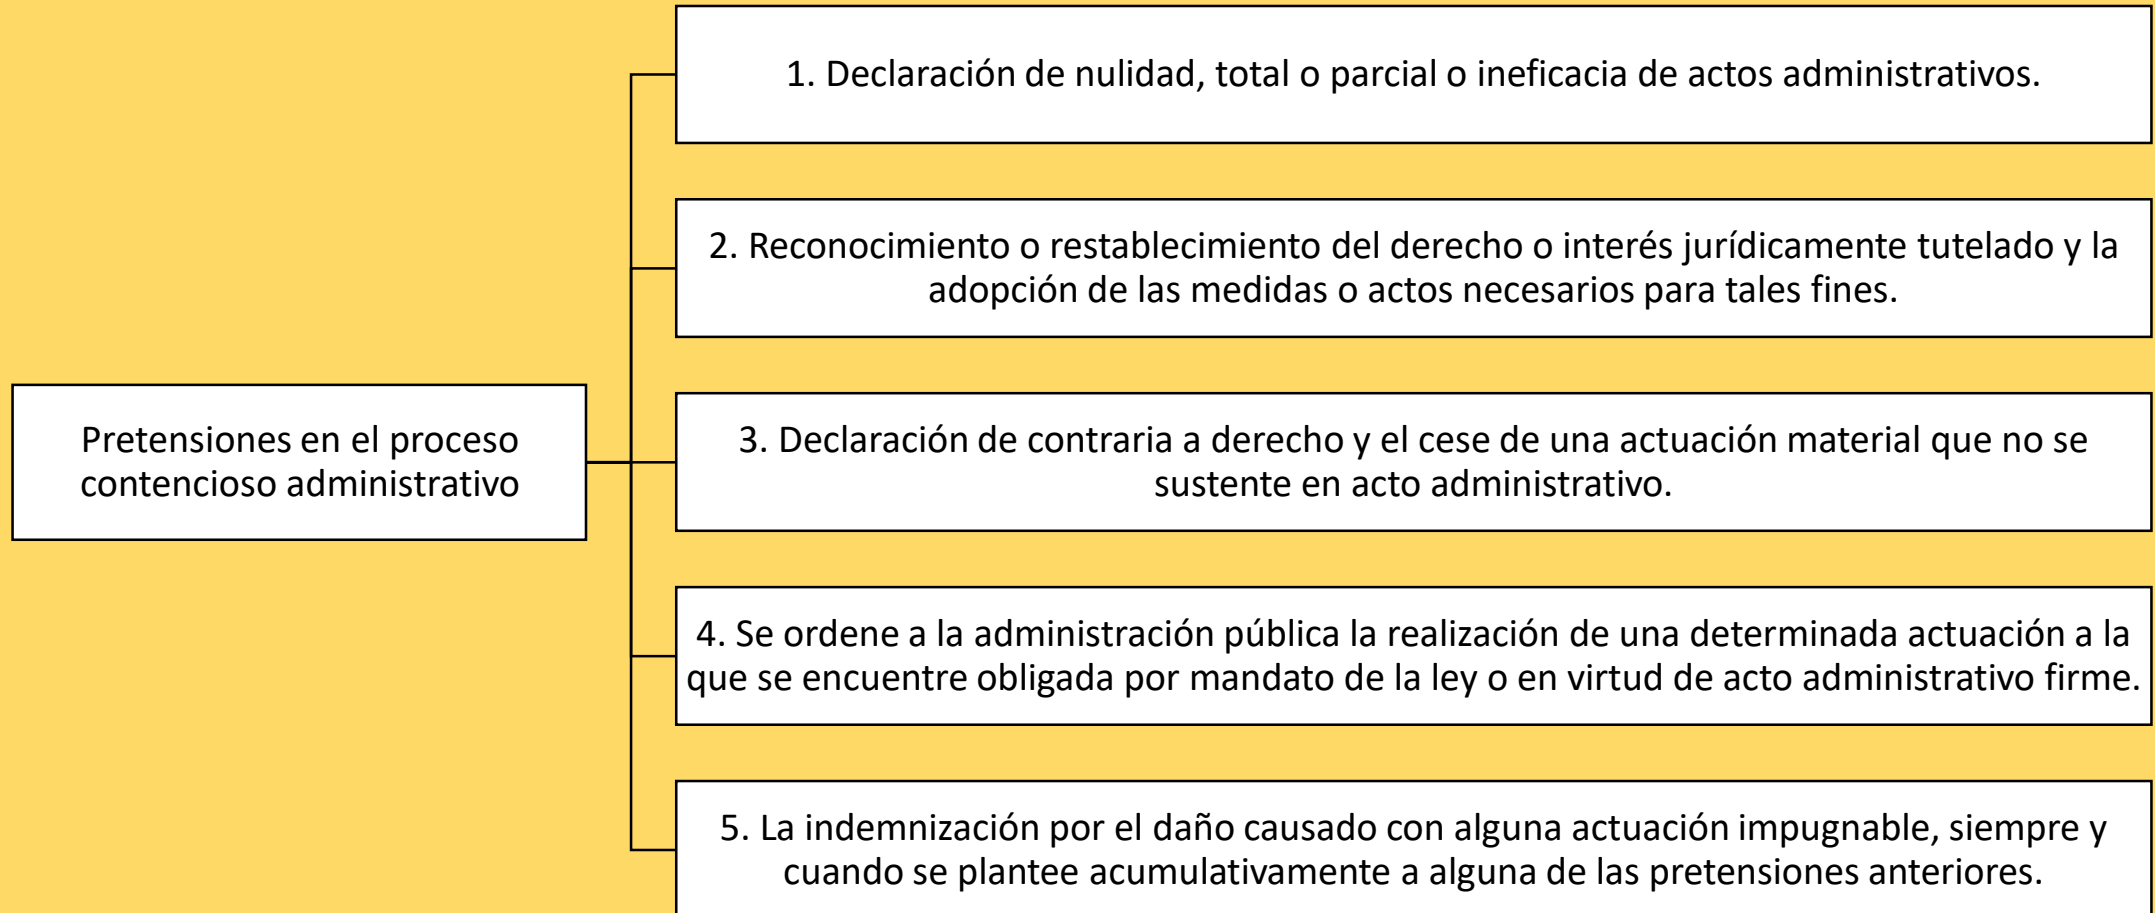 1. Declaración de nulidad, total o parcial o ineficacia de actos administrativos.
2. Reconocimiento o restablecimiento del derecho o interés jurídicamente tutelado y la
adopción de las medidas o actos necesarios para tales fines.
Pretensiones en el proceso
contencioso administrativo
3. Declaración de contraria a derecho y el cese de una actuación material que no se
sustente en acto administrativo.
4. Se ordene a la administración pública la realización de una determinada actuación a la
que se encuentre obligada por mandato de la ley o en virtud de acto administrativo firme.
5. La indemnización por el daño causado con alguna actuación impugnable, siempre y
cuando se plantee acumulativamente a alguna de las pretensiones anteriores.